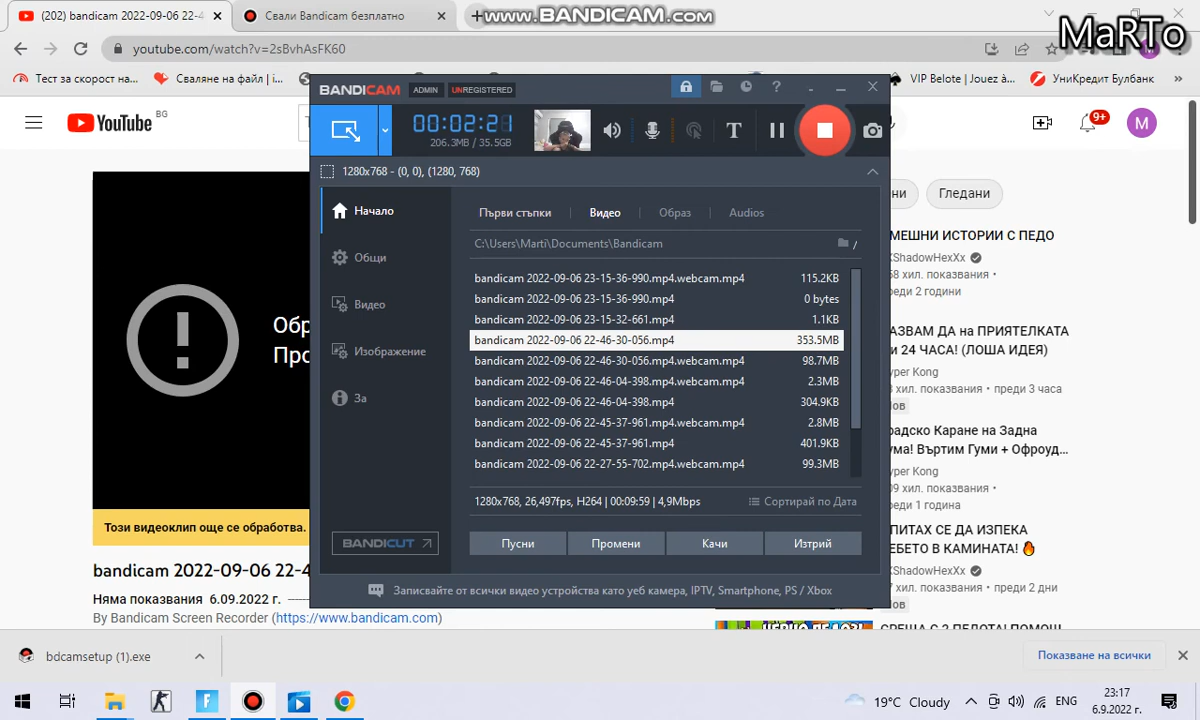 (202) bandicam 2022-09-06 22-4
Свали Bandicam безплатно
www.BANDICAM.com
MaRTo
youtube.com/watch?v=2sBvhAsFK60
Тест за скорост на...
Сваляне на файл | i...
VIP Belote | Jouez à...
УниКредит Булбанк
YouTube BG
9+
M
BANDICAM ADMIN UNREGISTERED
00:02:21
206.3MB / 35.5GB
1280x768 - (0, 0), (1280, 768)
Начало
Общи
Видео
Изображение
За
BANDICUT
Първи стъпки
Видео
Образ
Audios
C:\Users\Marti\Documents\Bandicam
bandicam 2022-09-06 23-15-36-990.mp4.webcam.mp4 115.2KB
bandicam 2022-09-06 23-15-36-990.mp4 0 bytes
bandicam 2022-09-06 23-15-32-661.mp4 1.1KB
bandicam 2022-09-06 22-46-30-056.mp4 353.5MB
bandicam 2022-09-06 22-46-30-056.mp4.webcam.mp4 98.7MB
bandicam 2022-09-06 22-46-04-398.mp4.webcam.mp4 2.3MB
bandicam 2022-09-06 22-46-04-398.mp4 304.9KB
bandicam 2022-09-06 22-45-37-961.mp4.webcam.mp4 2.8MB
bandicam 2022-09-06 22-45-37-961.mp4 401.9KB
bandicam 2022-09-06 22-27-55-702.mp4.webcam.mp4 99.3MB
1280x768, 26,497fps, H264 | 00:09:59 | 4,9Mbps
Сортирай по Дата
Пусни
Промени
Качи
Изтрий
Записвайте от всички видео устройства като уеб камера, IPTV, Smartphone, PS / Xbox
Обр
Про
Този видеоклип още се обработва.
bandicam 2022-09-06 22-4
Няма показвания 6.09.2022 г.
By Bandicam Screen Recorder (https://www.bandicam.com)
ни
Гледани
МЕШНИ ИСТОРИИ С ПЕДО
XShadowHexXx
58 хил. показвания •
реди 2 години
АЗВАМ ДА на ПРИЯТЕЛКАТА
и 24 ЧАСА! (ЛОША ИДЕЯ)
yper Kong
хил. показвания • преди 3 часа
ов
радско Каране на Задна
ума! Въртим Гуми + Офроуд...
yper Kong
09 хил. показвания •
реди 1 година
ПИТАХ СЕ ДА ИЗПЕКА
ЕБЕТО В КАМИНАТА!
XShadowHexXx
7 хил. показвания • преди 2 дни
ов
bdcamsetup (1).exe
Показване на всички
19°C Cloudy
ENG
23:17
6.9.2022 г.